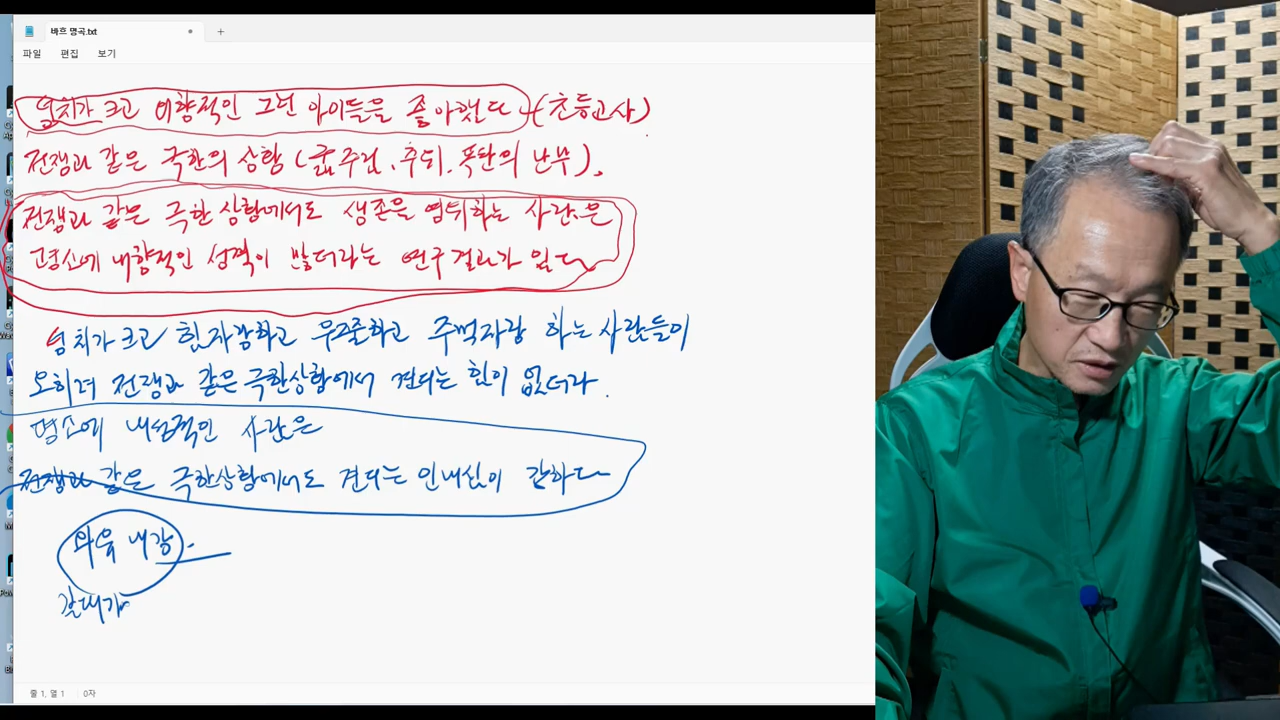 바흐 명곡.txt
파일 편집 보기
덩치가 크고 외향적인 그런 아이들을 좋아했다 (초등교사)
전쟁과 같은 극한의 상황 (굶주검, 추위, 폭탄의 난무).
전쟁과 같은 극한 상황에서도 생존을 영위하는 사람은
평소에 내향적인 성격이 많더라는 연구결과가 있다
덩치가 크고 힘자랑하고 우쭐하고 주먹자랑 하는 사람들이
오히려 전쟁과 같은 극한상황에서 견디는 힘이 없더라.
평소에 내성적인 사람은
전쟁과 같은 극한상황에서도 견디는 인내심이 강하다
외유 내강.
갈대가
줄 1, 열 1 0자